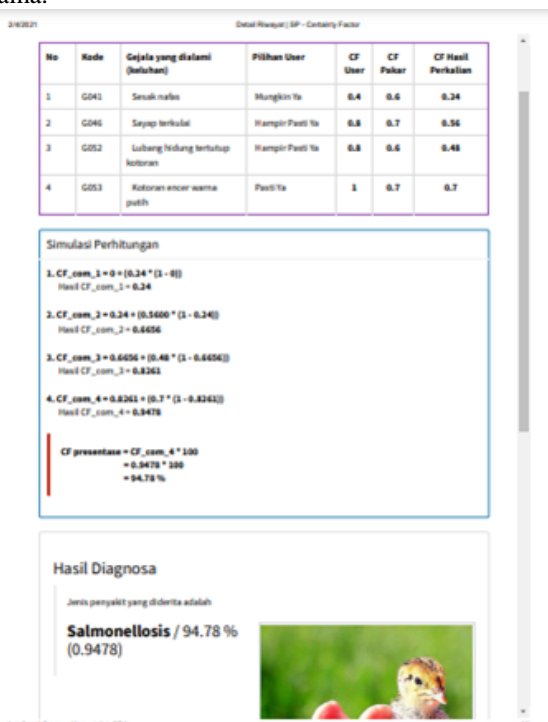 2/4/2021 Detail Riwayat | SP - Certainty Factor
No Kode Gejala yang dialami (keluhan) Pilihan User CF User CF Pakar CF Hasil Perkalian
1 G041 Sesak nafas Mungkin Ya 0.4 0.6 0.24
2 G046 Sayap terkulai Hampir Pasti Ya 0.8 0.7 0.56
3 G052 Lubang hidung tertutup kotoran Hampir Pasti Ya 0.8 0.6 0.48
4 G053 Kotoran encer warna putih Pasti Ya 1 0.7 0.7
Simulasi Perhitungan
1. CF_com_1 = 0 + (0.24 * (1 - 0))
Hasil CF_com_1 = 0.24
2. CF_com_2 = 0.24 + (0.5600 * (1 - 0.24))
Hasil CF_com_2 = 0.6656
3. CF_com_3 = 0.6656 + (0.48 * (1 - 0.6656))
Hasil CF_com_3 = 0.8261
4. CF_com_4 = 0.8261 + (0.7 * (1 - 0.8261))
Hasil CF_com_4 = 0.9478
CF presentase = CF_com_4 * 100
= 0.9478 * 100
= 94.78 %
Hasil Diagnosa
Jenis penyakit yang diderita adalah
Salmonellosis / 94.78 %
(0.9478)